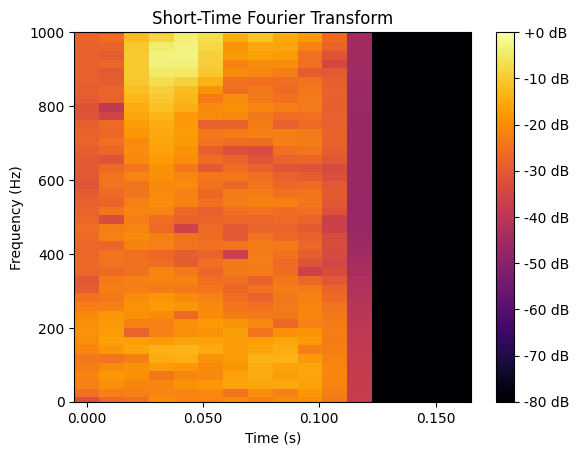 Short-Time Fourier Transform
1000
800
600
400
200
0
Frequency (Hz)
0.000
0.050
0.100
0.150
Time (s)
+0 dB
-10 dB
-20 dB
-30 dB
-40 dB
-50 dB
-60 dB
-70 dB
-80 dB